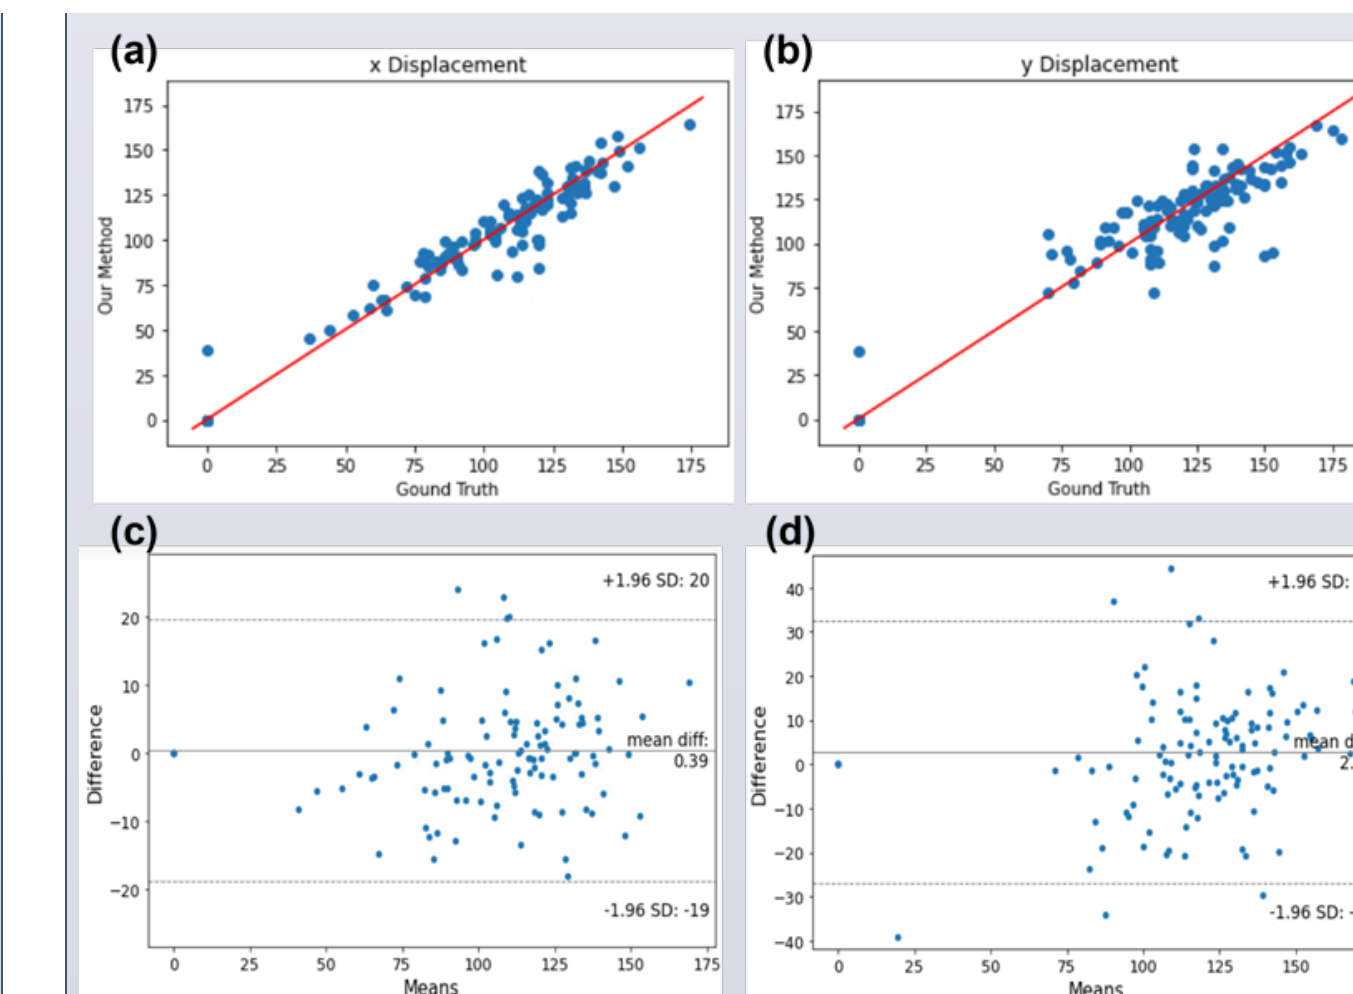 (a)
x Displacement
175
150
125
100
75
50
25
0
Our Method
0 25 50 75 100 125 150 175
Gound Truth
(b)
y Displacement
175
150
125
100
75
50
25
0
Our Method
0 25 50 75 100 125 150 175
Gound Truth
(c)
+1.96 SD: 20
20
10
0
−10
−20
Difference
mean diff:
0.39
-1.96 SD: -19
0 25 50 75 100 125 150 175
Means
(d)
+1.96 SD:
40
30
20
10
0
−10
−20
−30
−40
Difference
mean d
2.
-1.96 SD: -
0 25 50 75 100 125 150
Means